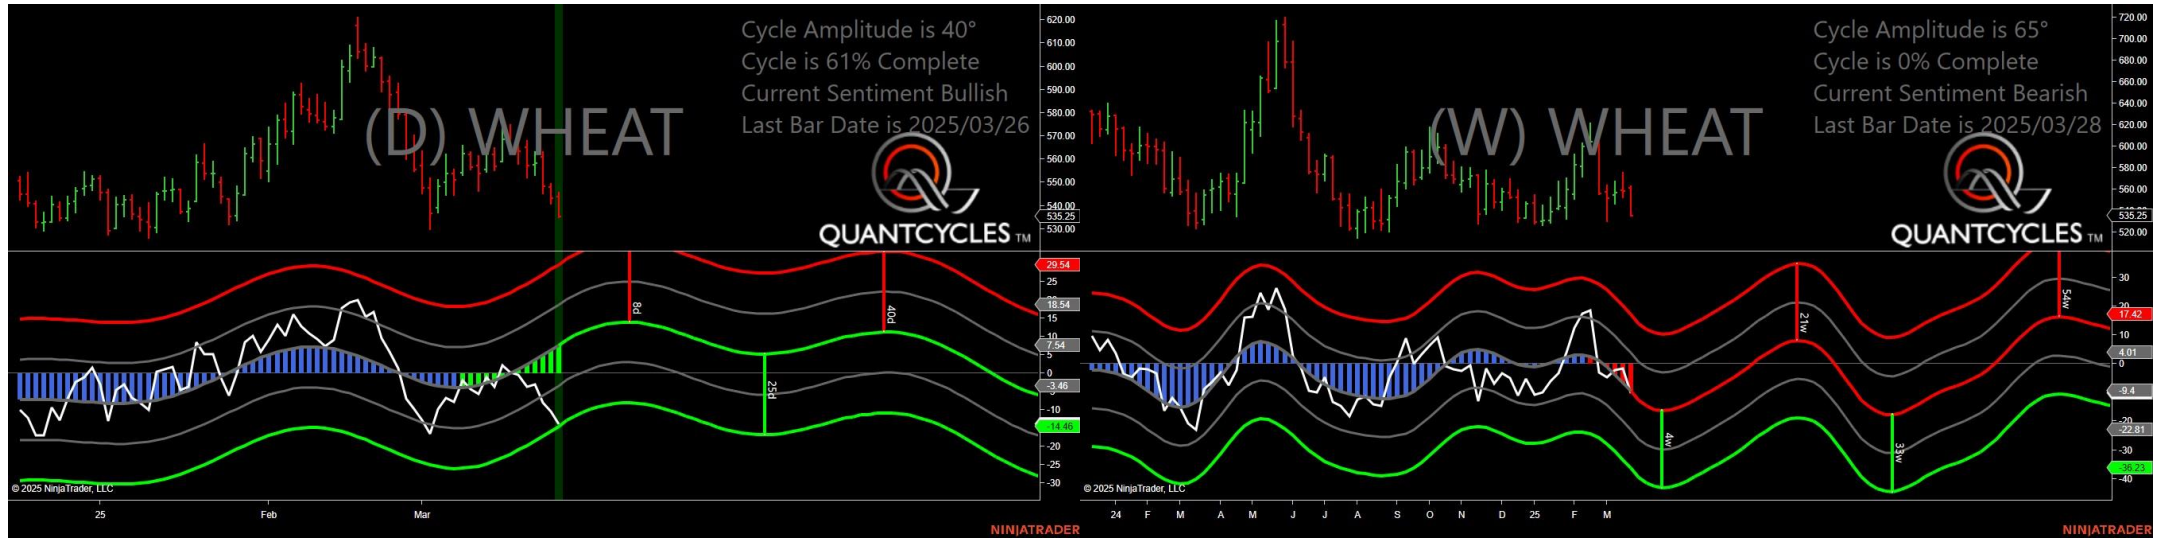 Cycle Amplitude is 40°
Cycle is 61% Complete
Current Sentiment Bullish
Last Bar Date is 2025/03/26
(D) WHEAT
QUANTCYCLES TM
620.00
610.00
600.00
590.00
580.00
570.00
560.00
550.00
540.00
535.25
530.00
29.54
25
18.54
15
10
7.54
5
0
-3.46
-10
-14.46
-20
-25
-30
8d
25d
40d
© 2025 NinjaTrader, LLC
25 Feb Mar
NINJATRADER
Cycle Amplitude is 65°
Cycle is 0% Complete
Current Sentiment Bearish
Last Bar Date is 2025/03/28
(W) WHEAT
QUANTCYCLES TM
720.00
700.00
680.00
660.00
640.00
620.00
600.00
580.00
560.00
535.25
520.00
30
20
17.42
10
4.01
0
-9.4
-20
-22.81
-30
-36.23
-40
4w
21w
33w
54w
© 2025 NinjaTrader, LLC
24 F M A M J J A S O N D 25 F M
NINJATRADER